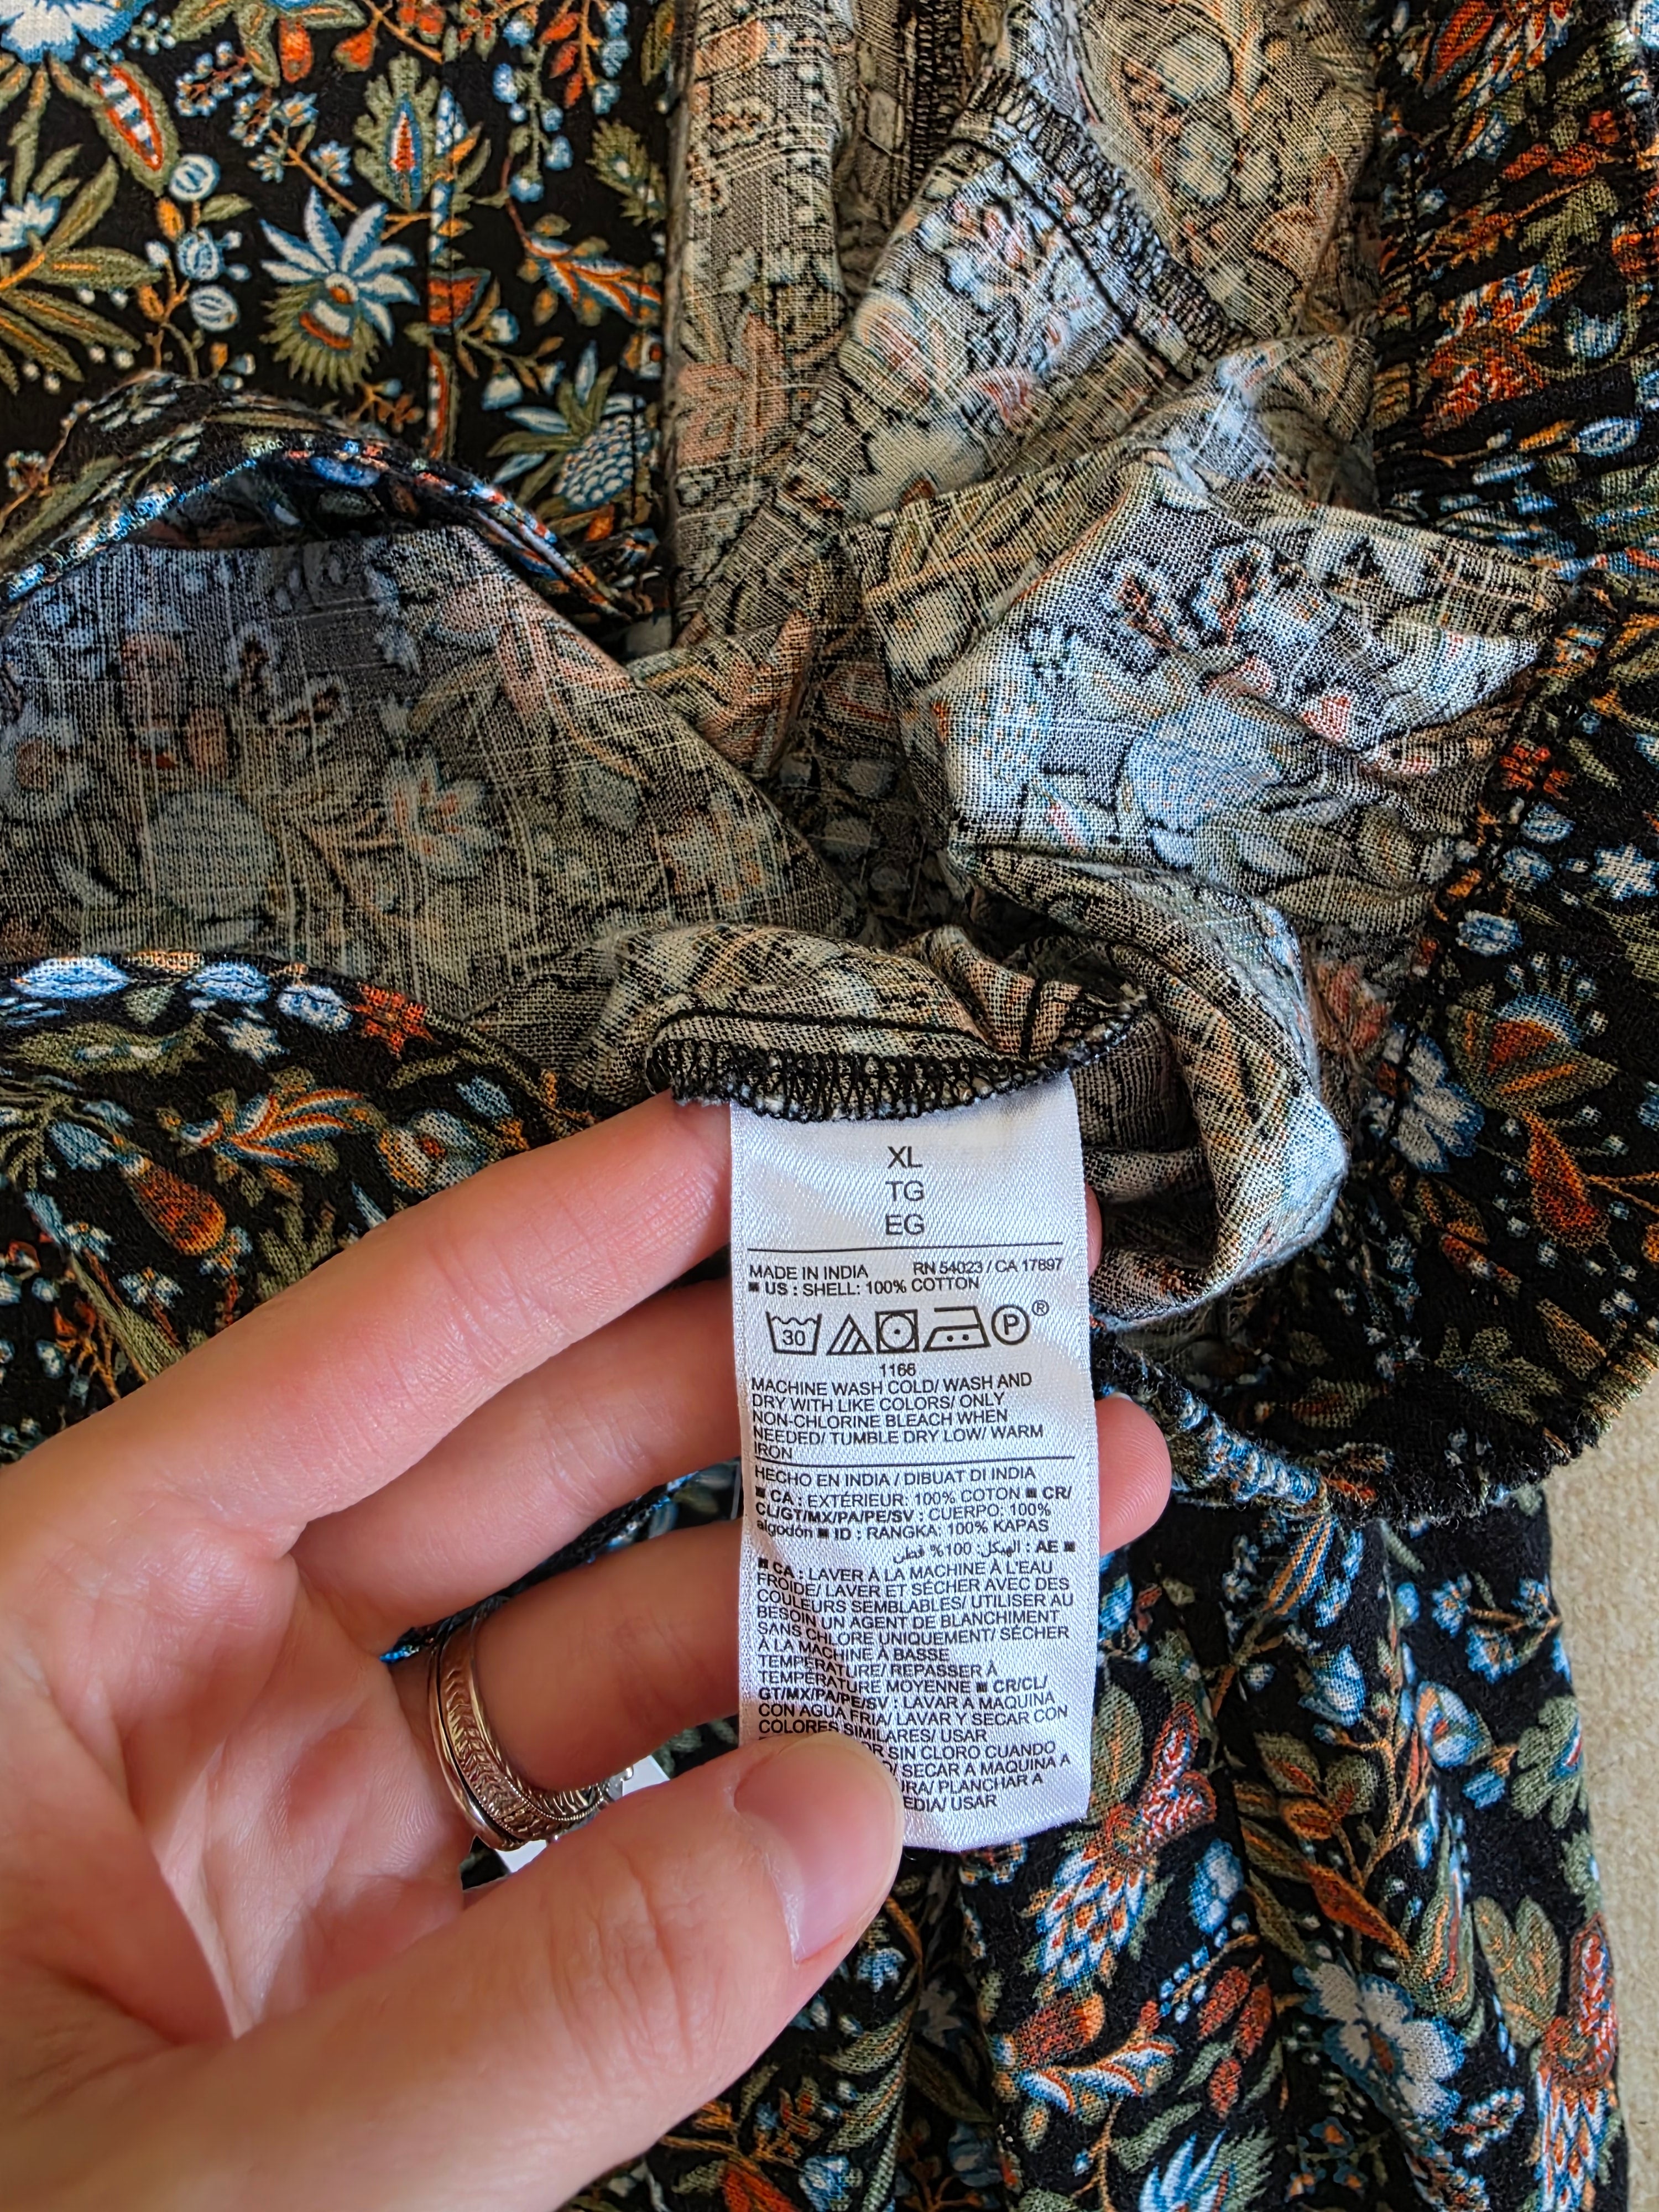 XL
TG
EG
MADE IN INDIA RN 54023 / CA 17897
■ US : SHELL: 100% COTTON
30 P ®
1166
MACHINE WASH COLD/ WASH AND
DRY WITH LIKE COLORS/ ONLY
NON-CHLORINE BLEACH WHEN
NEEDED/ TUMBLE DRY LOW/ WARM
IRON
HECHO EN INDIA / DIBUAT DI INDIA
■ CA : EXTÉRIEUR: 100% COTON ■ CR/
CL/GT/MX/PA/PE/SV : CUERPO: 100%
algodón ■ ID : RANGKA: 100% KAPAS
■ AE : الهيكل: 100% قطن
■ CA : LAVER À LA MACHINE À L'EAU
FROIDE/ LAVER ET SÉCHER AVEC DES
COULEURS SEMBLABLES/ UTILISER AU
BESOIN UN AGENT DE BLANCHIMENT
SANS CHLORE UNIQUEMENT/ SÉCHER
À LA MACHINE À BASSE
TEMPÉRATURE/ REPASSER À
TEMPÉRATURE MOYENNE ■ CR/CL/
GT/MX/PA/PE/SV : LAVAR A MAQUINA
CON AGUA FRIA/ LAVAR Y SECAR CON
COLORES SIMILARES/ USAR
SIN CLORO CUANDO
SECAR A MAQUINA A
PLANCHAR A
USAR